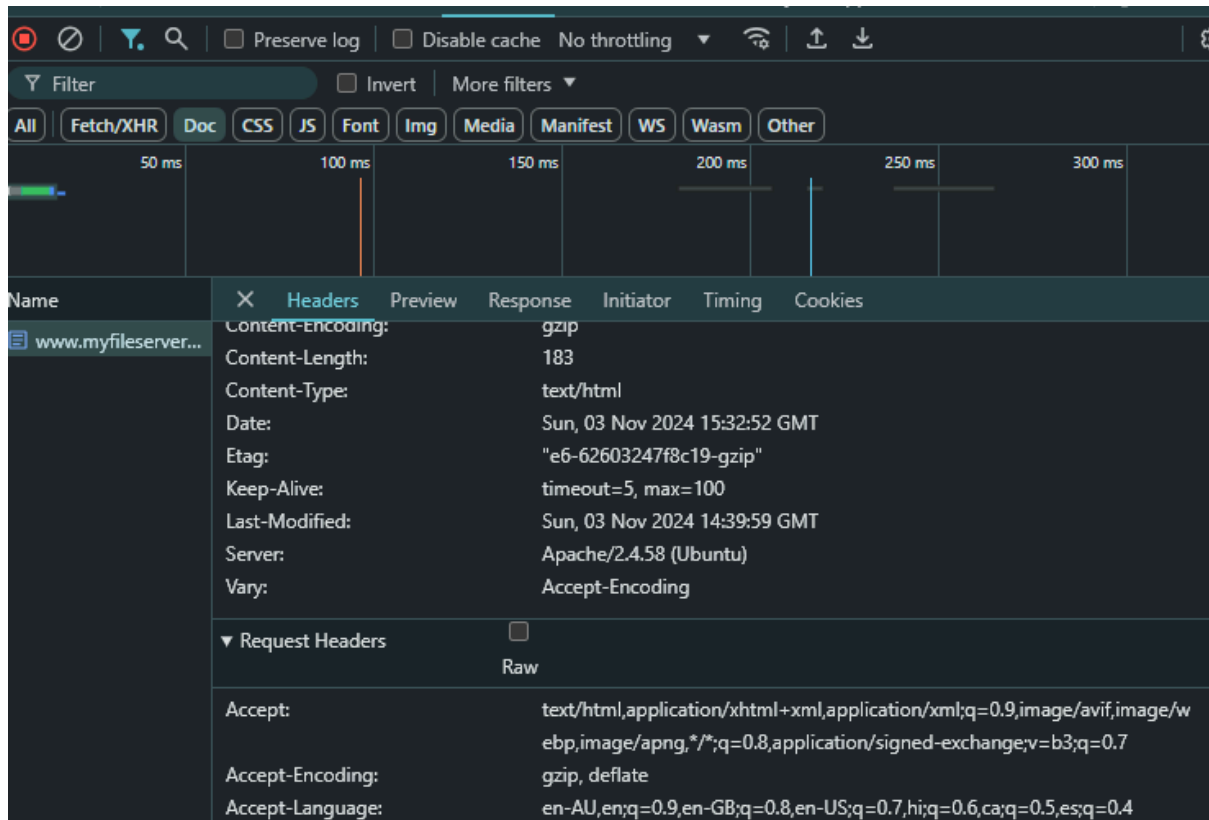 Preserve log Disable cache No throttling
Filter Invert More filters
All Fetch/XHR Doc CSS JS Font Img Media Manifest WS Wasm Other
50 ms 100 ms 150 ms 200 ms 250 ms 300 ms
Name Headers Preview Response Initiator Timing Cookies
www.myfileserver...
Content-Encoding: gzip
Content-Length: 183
Content-Type: text/html
Date: Sun, 03 Nov 2024 15:32:52 GMT
Etag: "e6-62603247f8c19-gzip"
Keep-Alive: timeout=5, max=100
Last-Modified: Sun, 03 Nov 2024 14:39:59 GMT
Server: Apache/2.4.58 (Ubuntu)
Vary: Accept-Encoding
Request Headers
Raw
Accept: text/html,application/xhtml+xml,application/xml;q=0.9,image/avif,image/w
ebp,image/apng,*/*;q=0.8,application/signed-exchange;v=b3;q=0.7
Accept-Encoding: gzip, deflate
Accept-Language: en-AU,en;q=0.9,en-GB;q=0.8,en-US;q=0.7,hi;q=0.6,ca;q=0.5,es;q=0.4